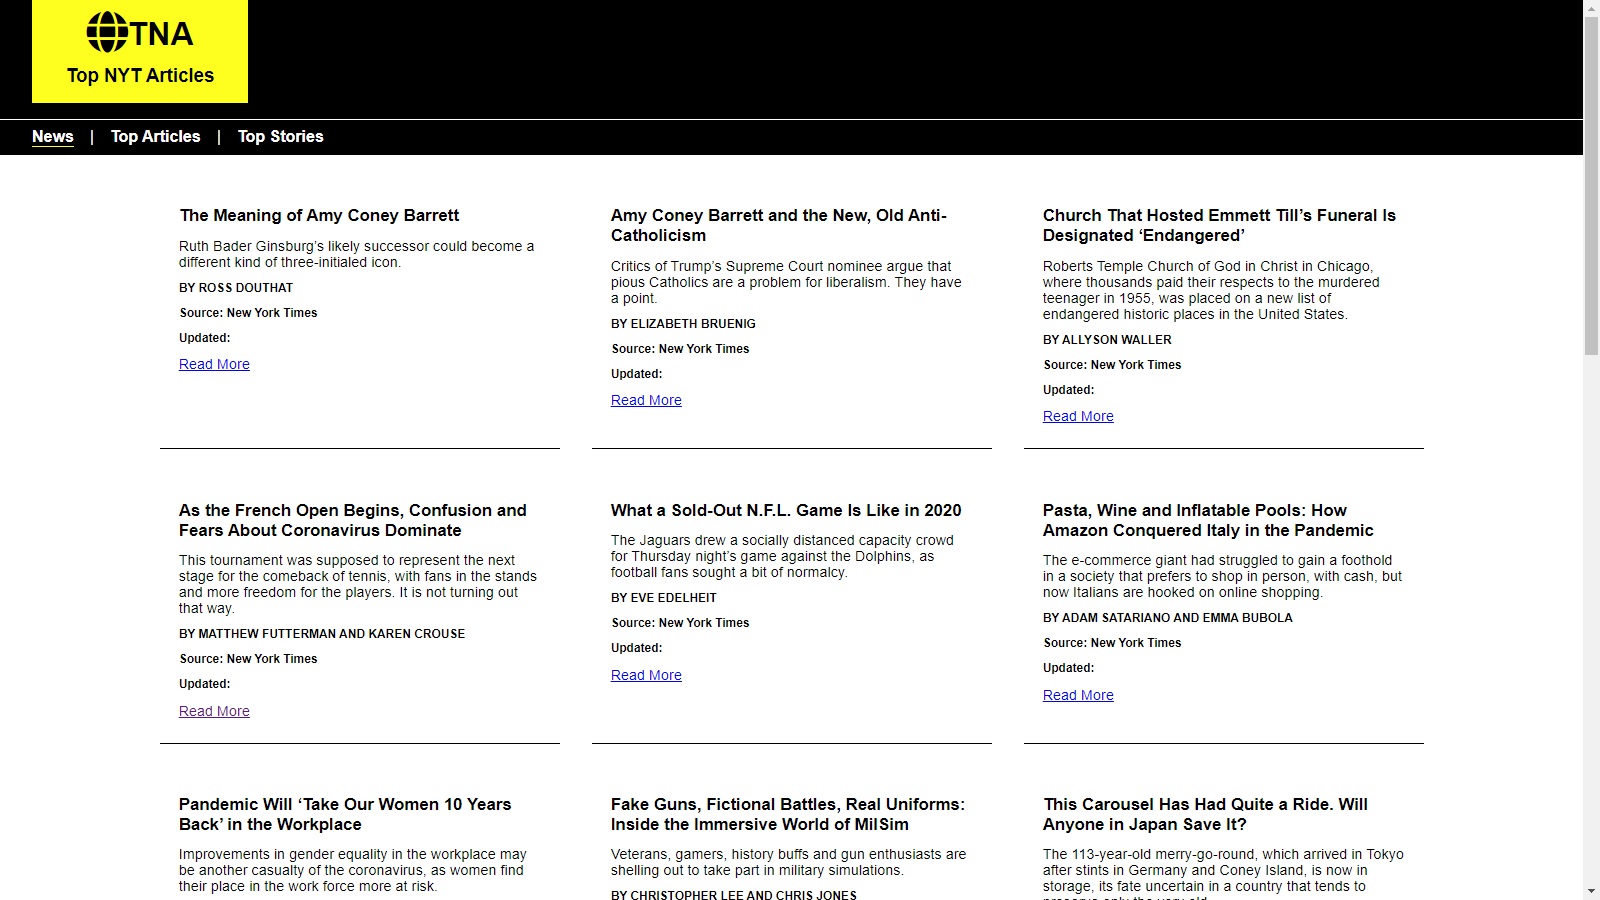 TNA
Top NYT Articles
News | Top Articles | Top Stories
The Meaning of Amy Coney Barrett
Ruth Bader Ginsburg’s likely successor could become a
different kind of three-initialed icon.
BY ROSS DOUTHAT
Source: New York Times
Updated:
Read More
Amy Coney Barrett and the New, Old Anti-
Catholicism
Critics of Trump’s Supreme Court nominee argue that
pious Catholics are a problem for liberalism. They have
a point.
BY ELIZABETH BRUENIG
Source: New York Times
Updated:
Read More
Church That Hosted Emmett Till’s Funeral Is
Designated ‘Endangered’
Roberts Temple Church of God in Christ in Chicago,
where thousands paid their respects to the murdered
teenager in 1955, was placed on a new list of
endangered historic places in the United States.
BY ALLYSON WALLER
Source: New York Times
Updated:
Read More
As the French Open Begins, Confusion and
Fears About Coronavirus Dominate
This tournament was supposed to represent the next
stage for the comeback of tennis, with fans in the stands
and more freedom for the players. It is not turning out
that way.
BY MATTHEW FUTTERMAN AND KAREN CROUSE
Source: New York Times
Updated:
Read More
What a Sold-Out N.F.L. Game Is Like in 2020
The Jaguars drew a socially distanced capacity crowd
for Thursday night’s game against the Dolphins, as
football fans sought a bit of normalcy.
BY EVE EDELHEIT
Source: New York Times
Updated:
Read More
Pasta, Wine and Inflatable Pools: How
Amazon Conquered Italy in the Pandemic
The e-commerce giant had struggled to gain a foothold
in a society that prefers to shop in person, with cash, but
now Italians are hooked on online shopping.
BY ADAM SATARIANO AND EMMA BUBOLA
Source: New York Times
Updated:
Read More
Pandemic Will ‘Take Our Women 10 Years
Back’ in the Workplace
Improvements in gender equality in the workplace may
be another casualty of the coronavirus, as women find
their place in the work force more at risk.
Fake Guns, Fictional Battles, Real Uniforms:
Inside the Immersive World of MilSim
Veterans, gamers, history buffs and gun enthusiasts are
shelling out to take part in military simulations.
BY CHRISTOPHER LEE AND CHRIS JONES
This Carousel Has Had Quite a Ride. Will
Anyone in Japan Save It?
The 113-year-old merry-go-round, which arrived in Tokyo
after stints in Germany and Coney Island, is now in
storage, its fate uncertain in a country that tends to